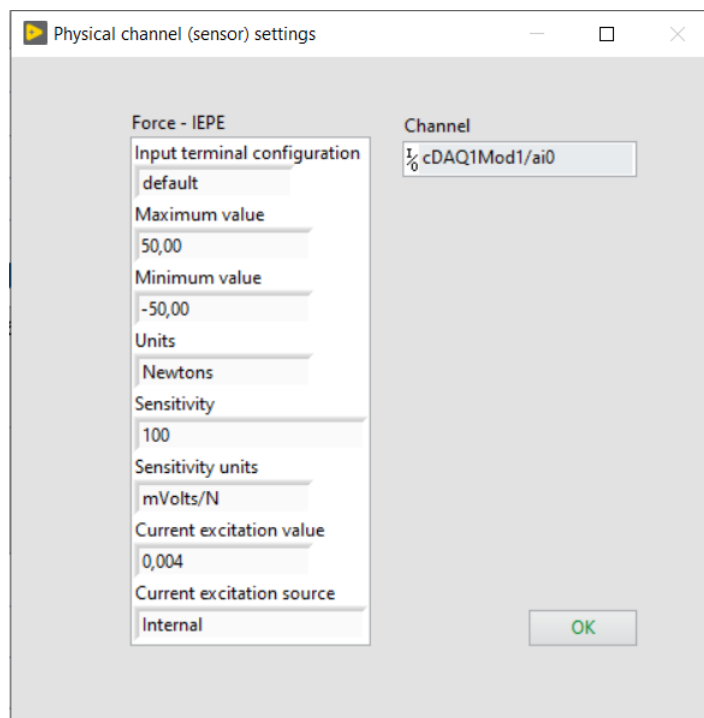 Physical channel (sensor) settings
Force - IEPE
Input terminal configuration
default
Maximum value
50,00
Minimum value
-50,00
Units
Newtons
Sensitivity
100
Sensitivity units
mVolts/N
Current excitation value
0,004
Current excitation source
Internal
Channel
I/O cDAQ1Mod1/ai0
OK